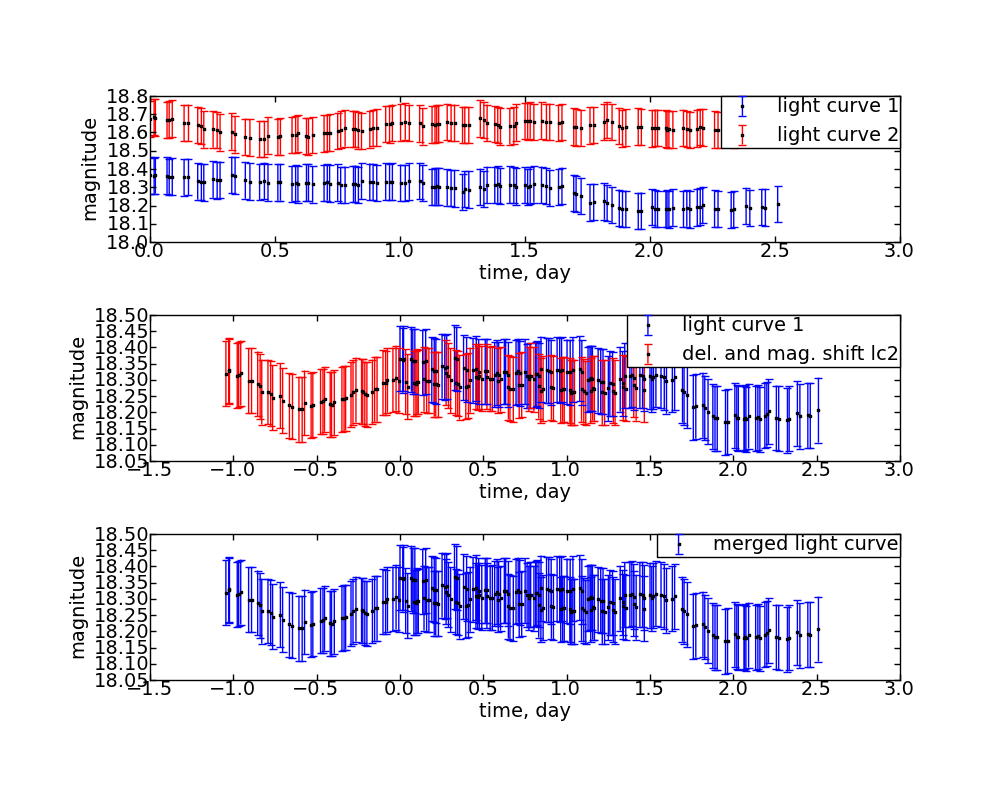 18.8
18.7
18.6
18.5
18.4
18.3
18.2
18.1
18.0
magnitude
light curve 1
light curve 2
0.0 0.5 1.0 1.5 2.0 2.5 3.0
time, day
18.50
18.45
18.40
18.35
18.30
18.25
18.20
18.15
18.10
18.05
magnitude
light curve 1
del. and mag. shift lc2
−1.5 −1.0 −0.5 0.0 0.5 1.0 1.5 2.0 2.5 3.0
time, day
18.50
18.45
18.40
18.35
18.30
18.25
18.20
18.15
18.10
18.05
magnitude
merged light curve
−1.5 −1.0 −0.5 0.0 0.5 1.0 1.5 2.0 2.5 3.0
time, day